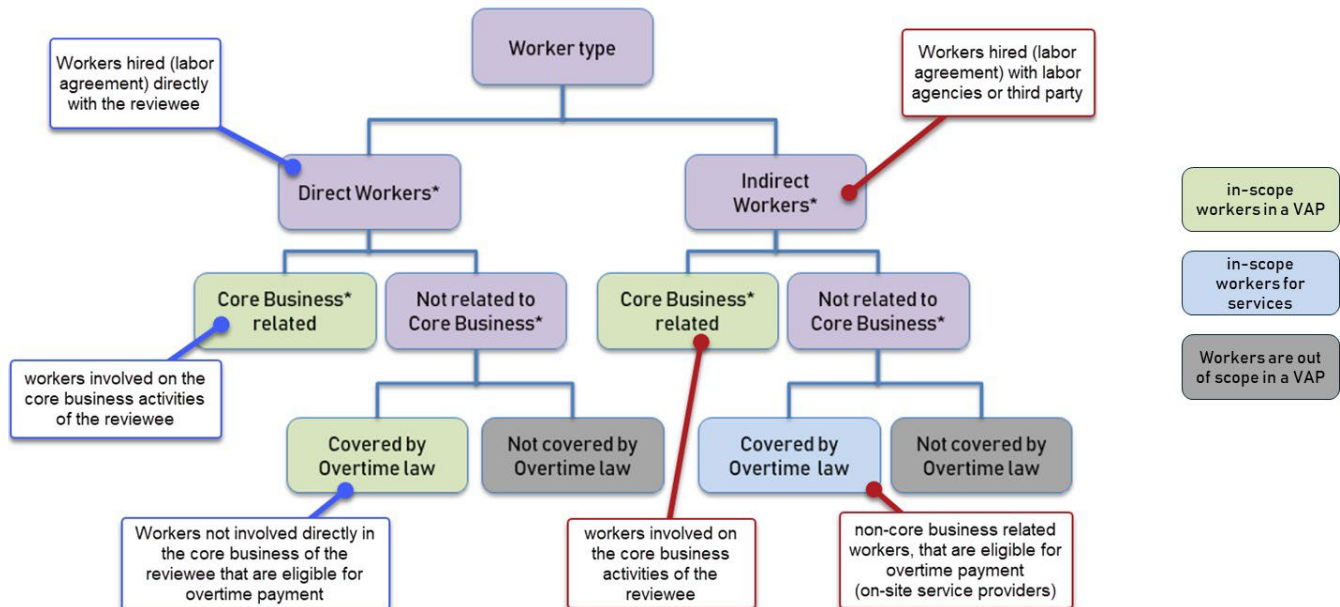 Worker type
Workers hired (labor
agreement) directly
with the reviewee
Workers hired (labor
agreement) with labor
agencies or third party
Direct Workers*
Indirect
Workers*
in-scope
workers in a VAP
in-scope
workers for
services
Workers are out
of scope in a VAP
Core Business*
related
Not related to
Core Business*
Core Business*
related
Not related to
Core Business*
workers involved on the
core business activities
of the reviewee
Covered by
Overtime law
Not covered by
Overtime law
Covered by
Overtime law
Not covered by
Overtime law
Workers not involved directly in
the core business of the
reviewee that are eligible for
overtime payment
workers involved on
the core business
activities of the
reviewee
non-core business related
workers, that are eligible for
overtime payment
(on-site service providers)